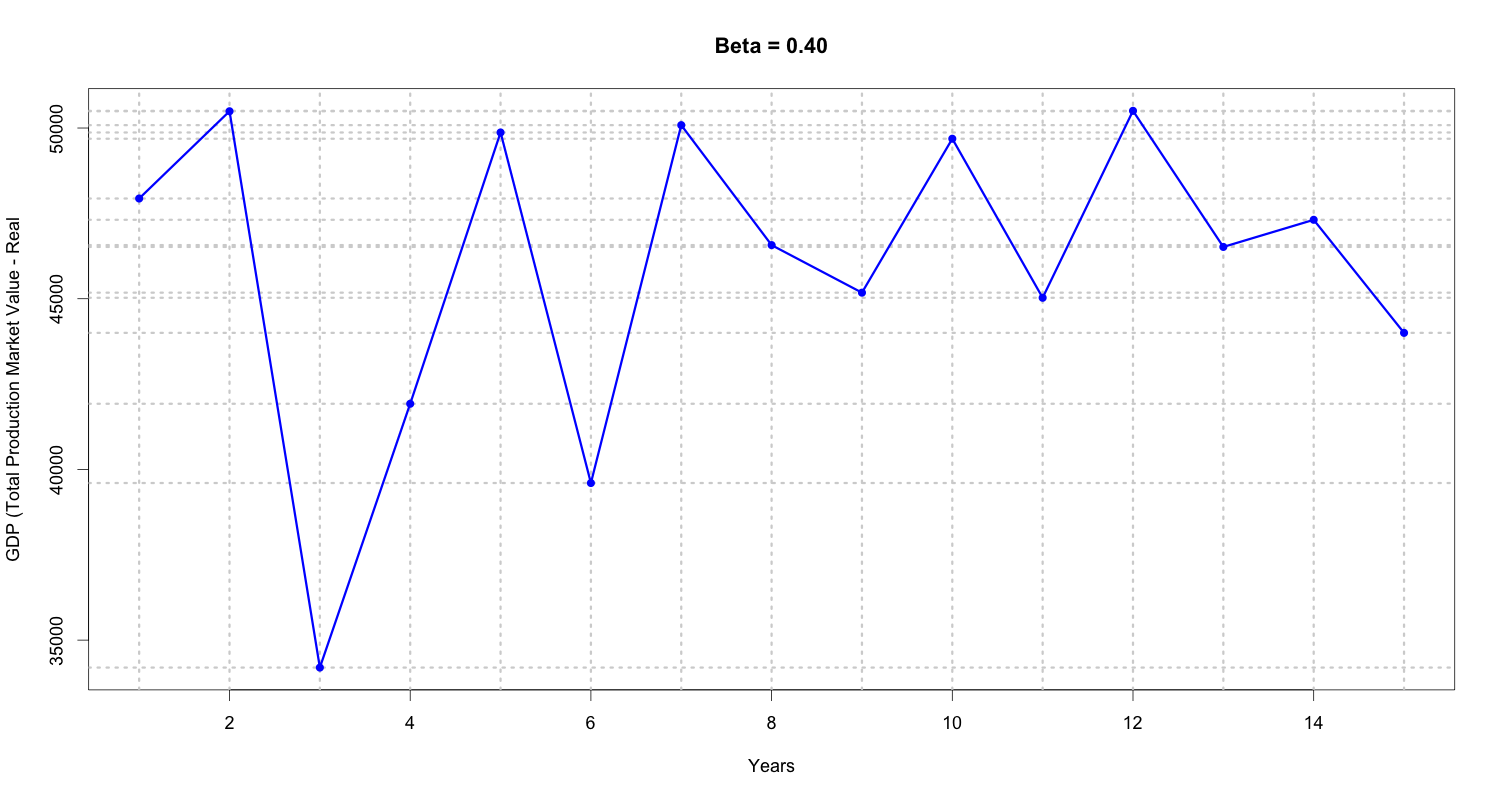 Beta = 0.40
GDP (Total Production Market Value - Real
50000
45000
40000
35000
2 4 6 8 10 12 14
Years